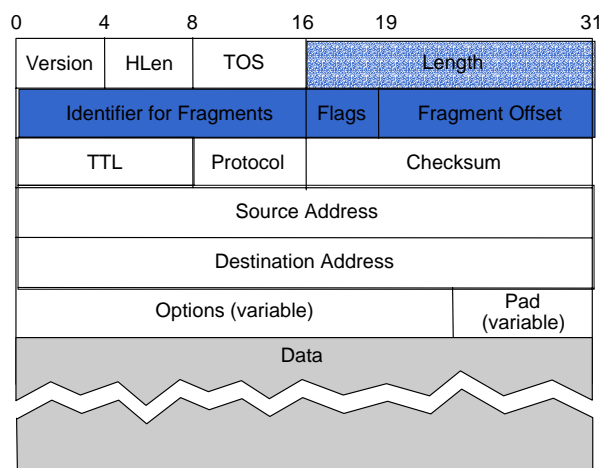 0 4 8 16 19 31
Version HLen TOS Length
Identifier for Fragments Flags Fragment Offset
TTL Protocol Checksum
Source Address
Destination Address
Options (variable) Pad
(variable)
Data